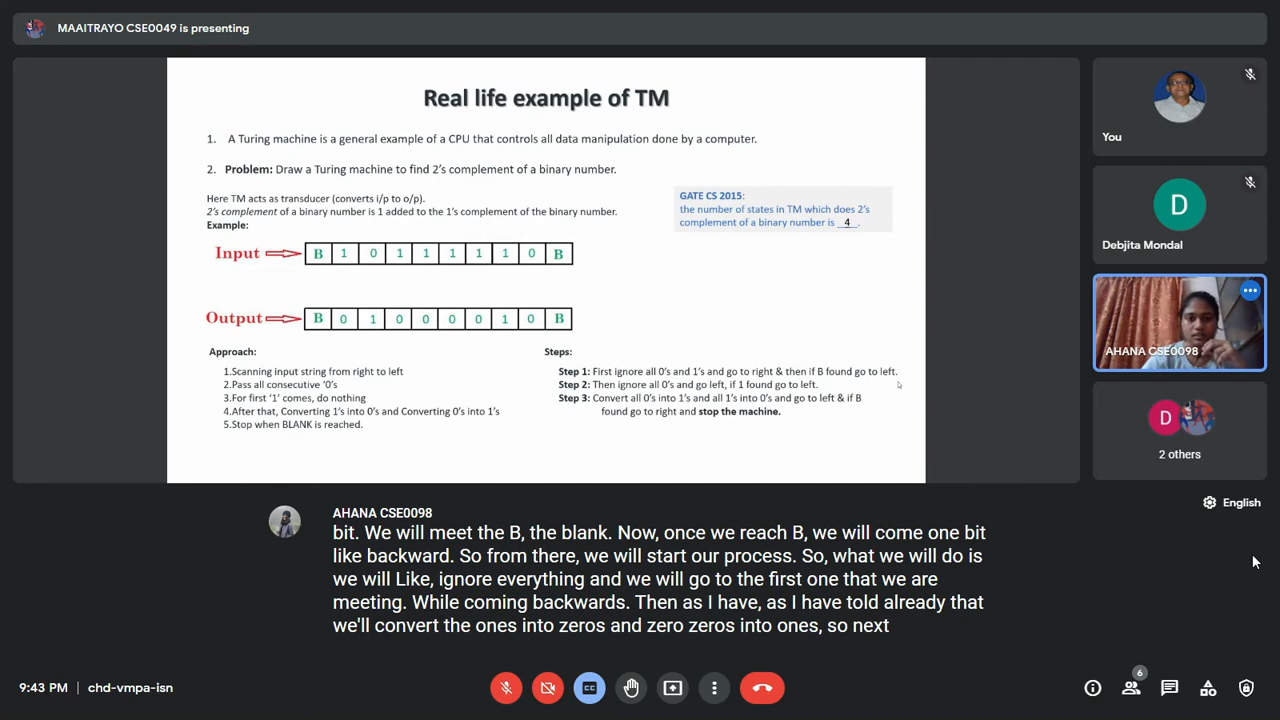 MAAITRAYO CSE0049 is presenting
Real life example of TM
1. A Turing machine is a general example of a CPU that controls all data manipulation done by a computer.
2. Problem: Draw a Turing machine to find 2's complement of a binary number.
Here TM acts as transducer (converts i/p to o/p).
2's complement of a binary number is 1 added to the 1's complement of the binary number.
Example:
GATE CS 2015:
the number of states in TM which does 2's
complement of a binary number is __4__.
Input B 1 0 1 1 1 1 1 0 B
Output B 0 1 0 0 0 0 1 0 B
Approach:
1.Scanning input string from right to left
2.Pass all consecutive '0's
3.For first '1' comes, do nothing
4.After that, Converting 1's into 0's and Converting 0's into 1's
5.Stop when BLANK is reached.
Steps:
Step 1: First ignore all 0's and 1's and go to right & then if B found go to left.
Step 2: Then ignore all 0's and go left, if 1 found go to left.
Step 3: Convert all 0's into 1's and all 1's into 0's and go to left & if B
found go to right and stop the machine.
You
D
Debjita Mondal
AHANA CSE0098
D
2 others
English
AHANA CSE0098
bit. We will meet the B, the blank. Now, once we reach B, we will come one bit
like backward. So from there, we will start our process. So, what we will do is
we will Like, ignore everything and we will go to the first one that we are
meeting. While coming backwards. Then as I have, as I have told already that
we'll convert the ones into zeros and zero zeros into ones, so next
9:43 PM | chd-vmpa-isn
CC
6